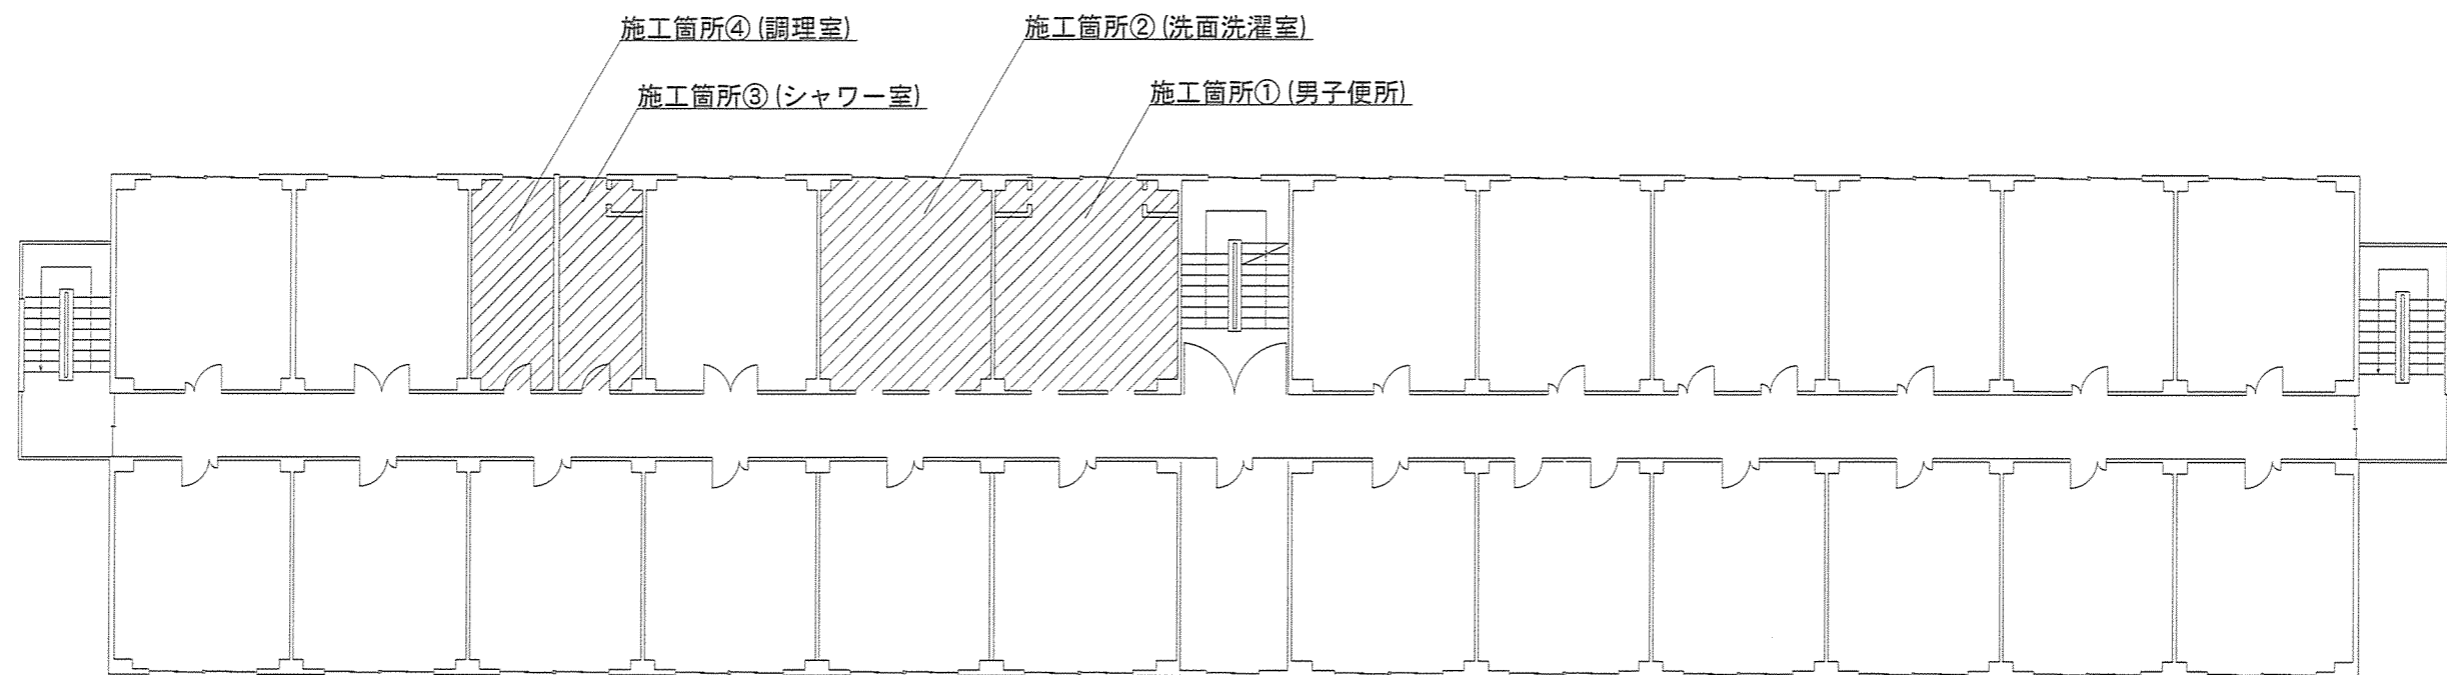 施工箇所④ (調理室)
施工箇所② (洗面洗濯室)
施工箇所③ (シャワー室)
施工箇所① (男子便所)